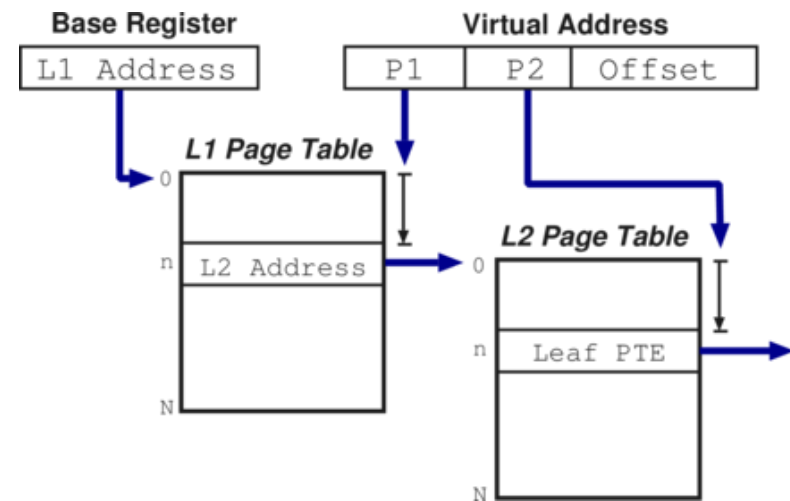 Base Register
Virtual Address
L1 Address
P1 P2 Offset
L1 Page Table
0
n L2 Address
N
L2 Page Table
0
n Leaf PTE
N